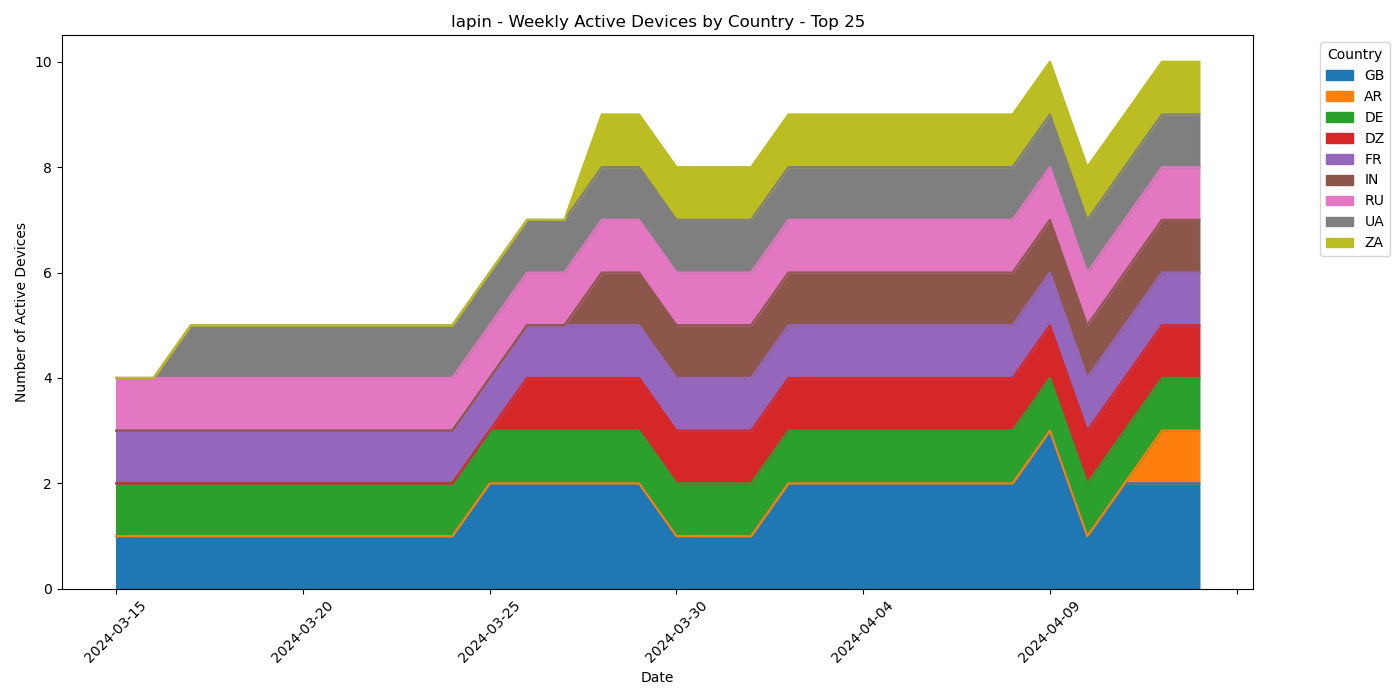 lapin - Weekly Active Devices by Country - Top 25
Number of Active Devices
10
8
6
4
2
0
2024-03-15
2024-03-20
2024-03-25
2024-03-30
2024-04-04
2024-04-09
Date
Country
GB
AR
DE
DZ
FR
IN
RU
UA
ZA